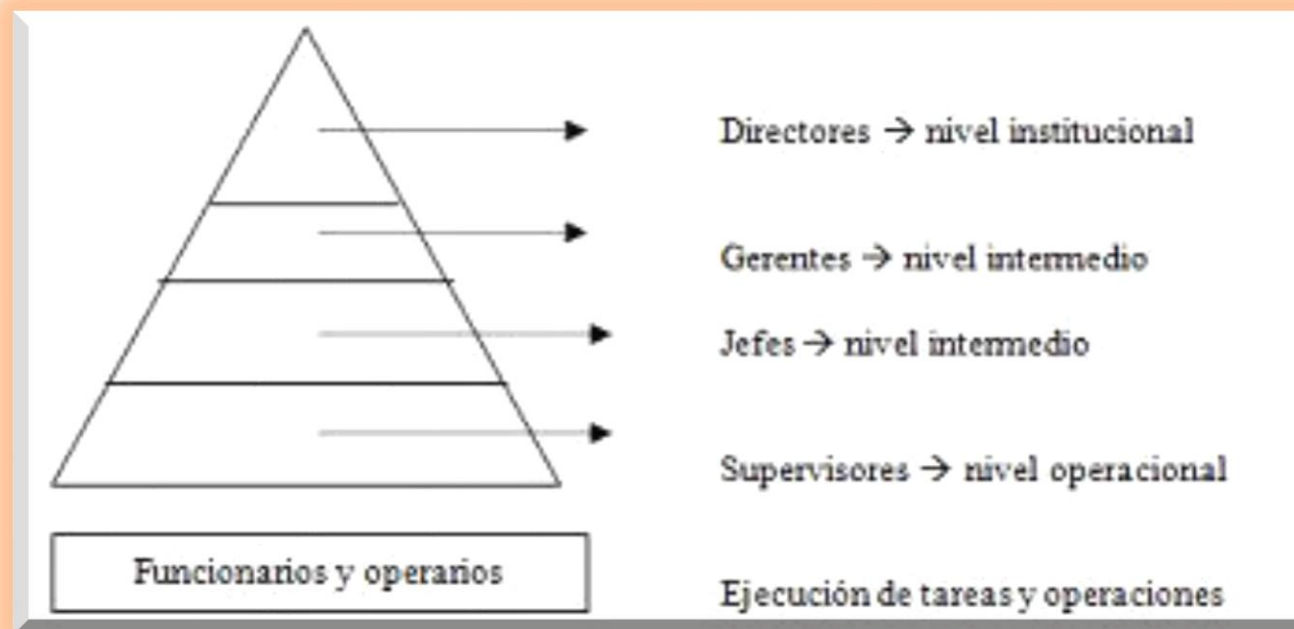 Directores → nivel institucional
Gerentes → nivel intermedio
Jefes → nivel intermedio
Supervisores → nivel operacional
Funcionarios y operarios
Ejecución de tareas y operaciones